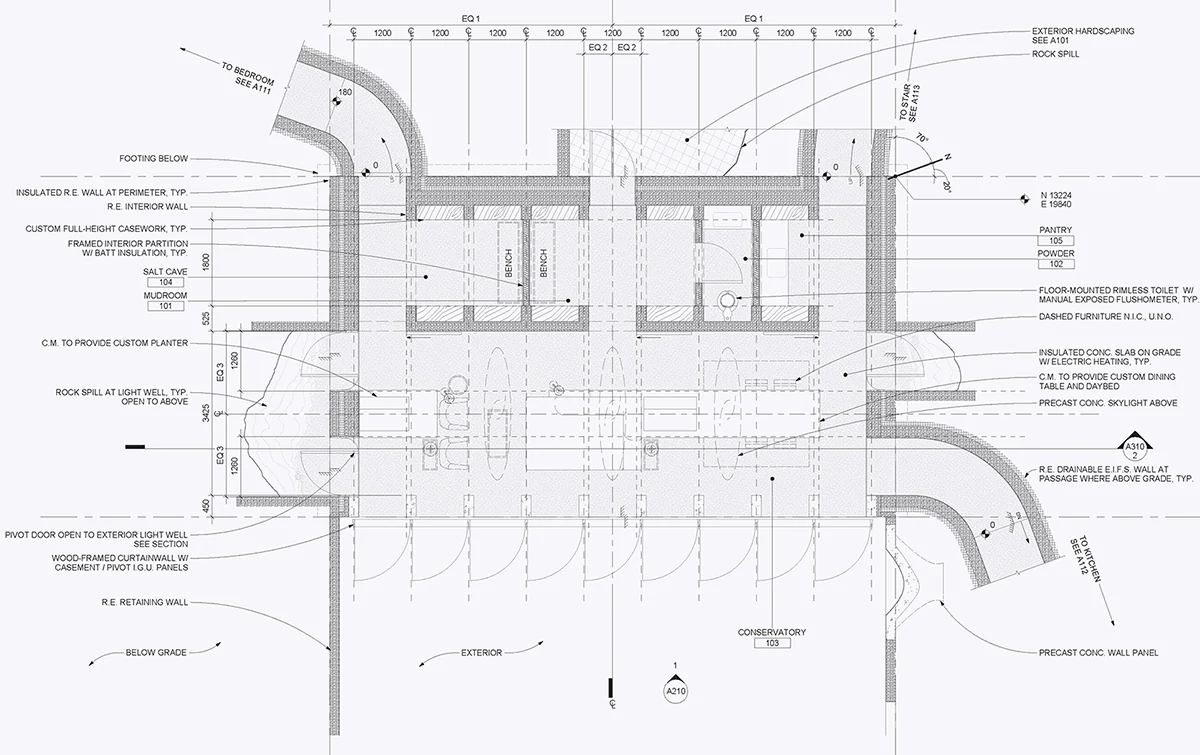 EQ 1
EQ 1
1200
1200
1200
1200
1200
1200
1200
1200
EQ 2
EQ 2
EXTERIOR HARDSCAPING
SEE A101
ROCK SPILL
TO BEDROOM
SEE A111
180
TO STAIR
SEE A113
70°
N
20°
0
0
FOOTING BELOW
INSULATED R.E. WALL AT PERIMETER, TYP.
R.E. INTERIOR WALL
CUSTOM FULL-HEIGHT CASEWORK, TYP.
FRAMED INTERIOR PARTITION
W/ BATT INSULATION, TYP.
SALT CAVE
104
MUDROOM
101
1800
525
BENCH
BENCH
N 13224
E 19840
PANTRY
105
POWDER
102
FLOOR-MOUNTED RIMLESS TOILET W/
MANUAL EXPOSED FLUSHOMETER, TYP.
DASHED FURNITURE N.I.C., U.N.O.
C.M. TO PROVIDE CUSTOM PLANTER
ROCK SPILL AT LIGHT WELL, TYP.
OPEN TO ABOVE
EQ 3
1260
3425
EQ 3
1260
450
INSULATED CONC. SLAB ON GRADE
W/ ELECTRIC HEATING, TYP.
C.M. TO PROVIDE CUSTOM DINING
TABLE AND DAYBED
PRECAST CONC. SKYLIGHT ABOVE
A310
2
R.E. DRAINABLE E.I.F.S. WALL AT
PASSAGE WHERE ABOVE GRADE, TYP.
PIVOT DOOR OPEN TO EXTERIOR LIGHT WELL
SEE SECTION
WOOD-FRAMED CURTAINWALL W/
CASEMENT / PIVOT I.G.U. PANELS
DN
0
TO KITCHEN
SEE A112
R.E. RETAINING WALL
CONSERVATORY
103
BELOW GRADE
EXTERIOR
PRECAST CONC. WALL PANEL
1
A210